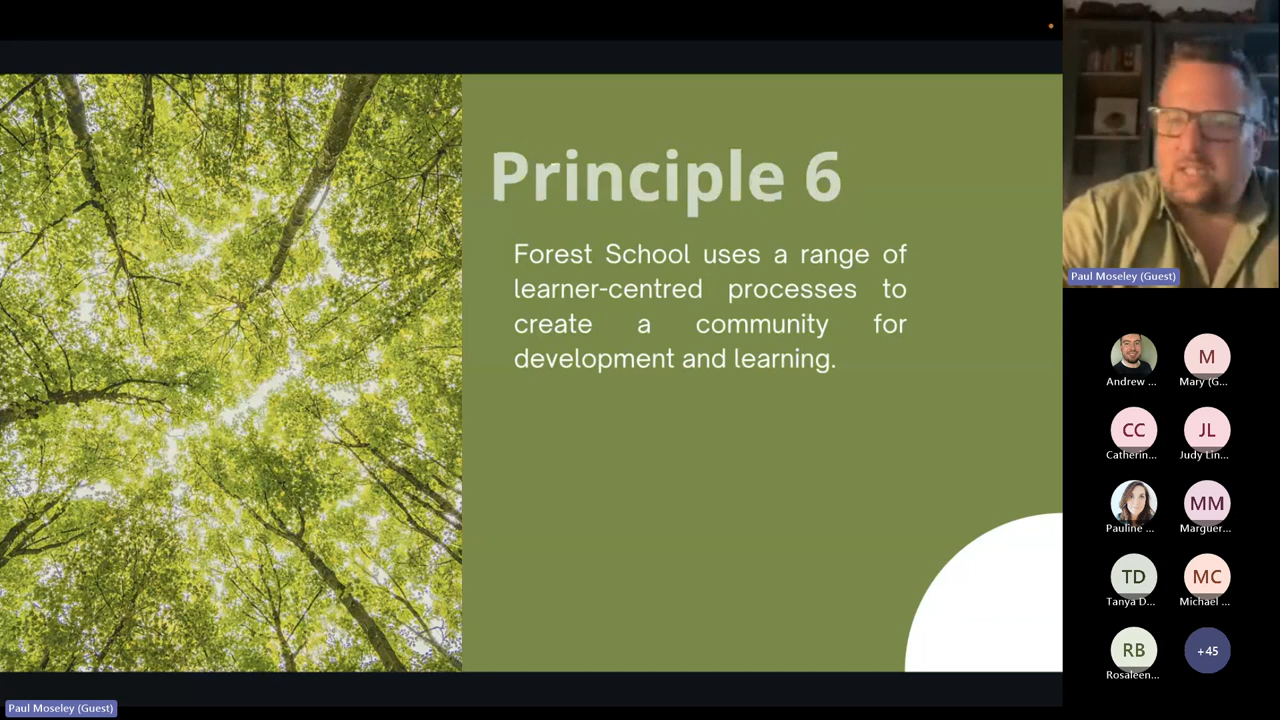 Principle 6
Forest School uses a range of
learner-centred processes to
create a community for
development and learning.
Paul Moseley (Guest)
Andrew ...
M
Mary (G...
CC
Catherin...
JL
Judy Lin...
Pauline ...
MM
Marguer...
TD
Tanya D...
MC
Michael ...
RB
Rosaleen...
+45
Paul Moseley (Guest)